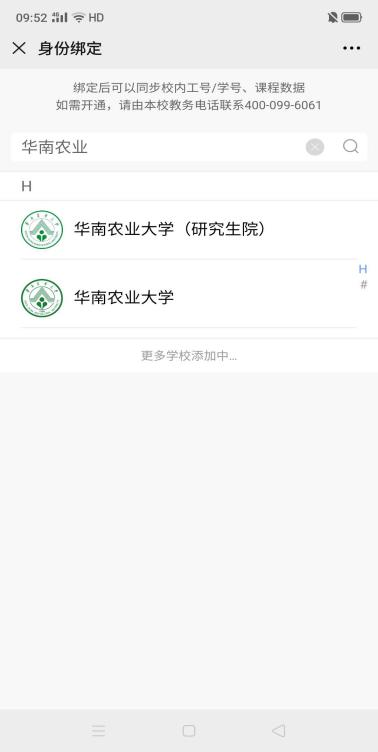 09:52 HD
身份绑定
绑定后可以同步校内工号/学号、课程数据
如需开通，请由本校教务电话联系400-099-6061
华南农业
H
华南农业大学（研究生院）
H
#
华南农业大学
更多学校添加中...